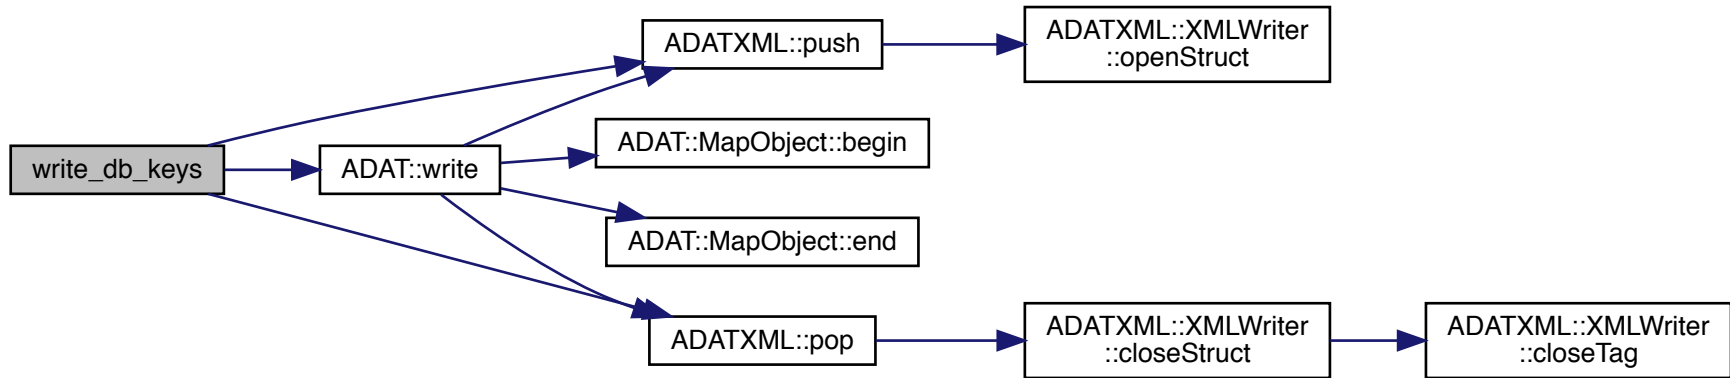 ADATXML::push
ADATXML::XMLWriter
::openStruct
write_db_keys
ADAT::write
ADAT::MapObject::begin
ADAT::MapObject::end
ADATXML::pop
ADATXML::XMLWriter
::closeStruct
ADATXML::XMLWriter
::closeTag